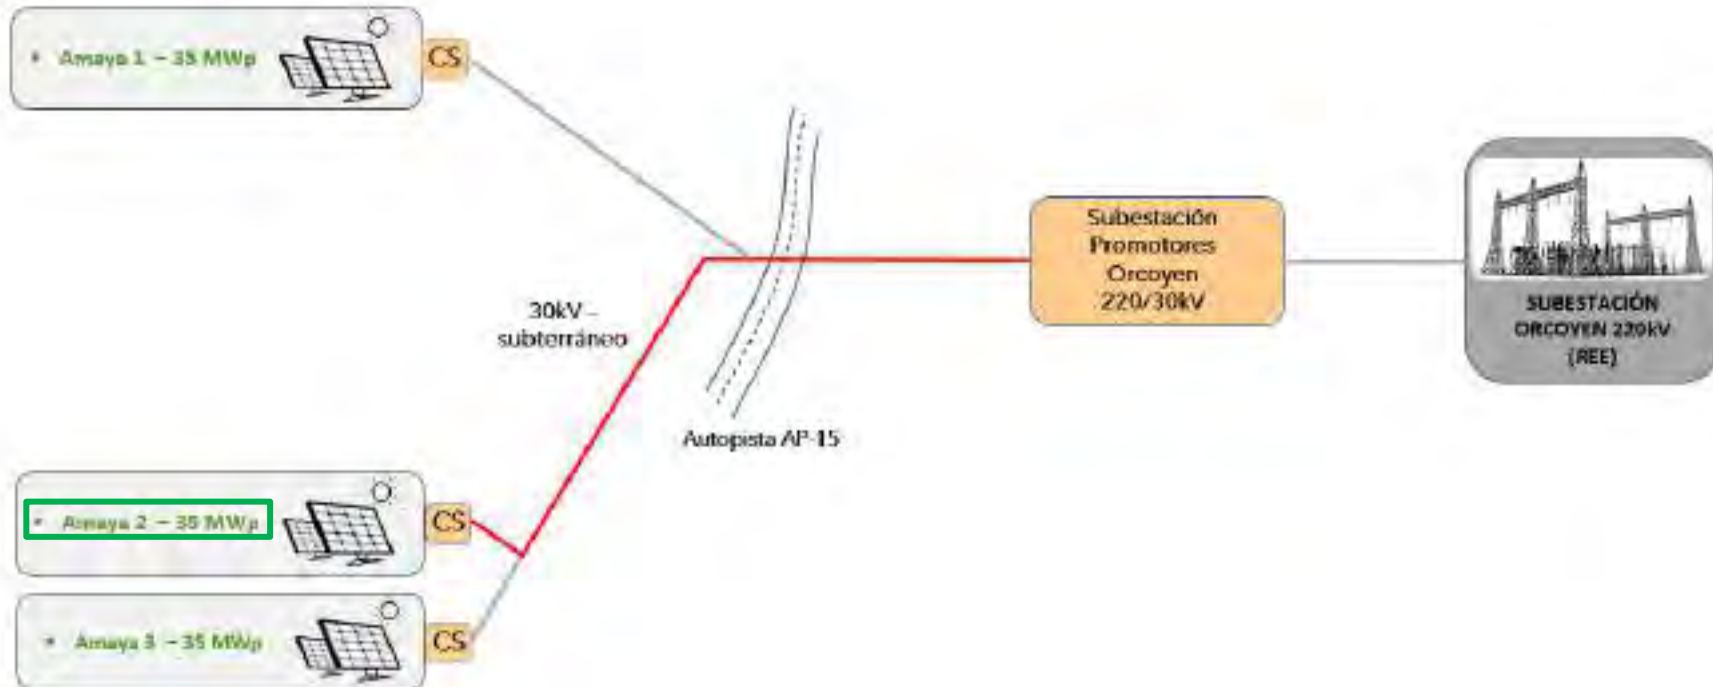 • Amaya 1 – 35 MWp
CS
Subestación
Promotores
Orcoyen
220/30kV
SUBESTACIÓN
ORCOYEN 220kV
(REE)
30kV –
subterráneo
Autopista AP-15
• Amaya 2 – 35 MWp
CS
• Amaya 3 – 35 MWp
CS